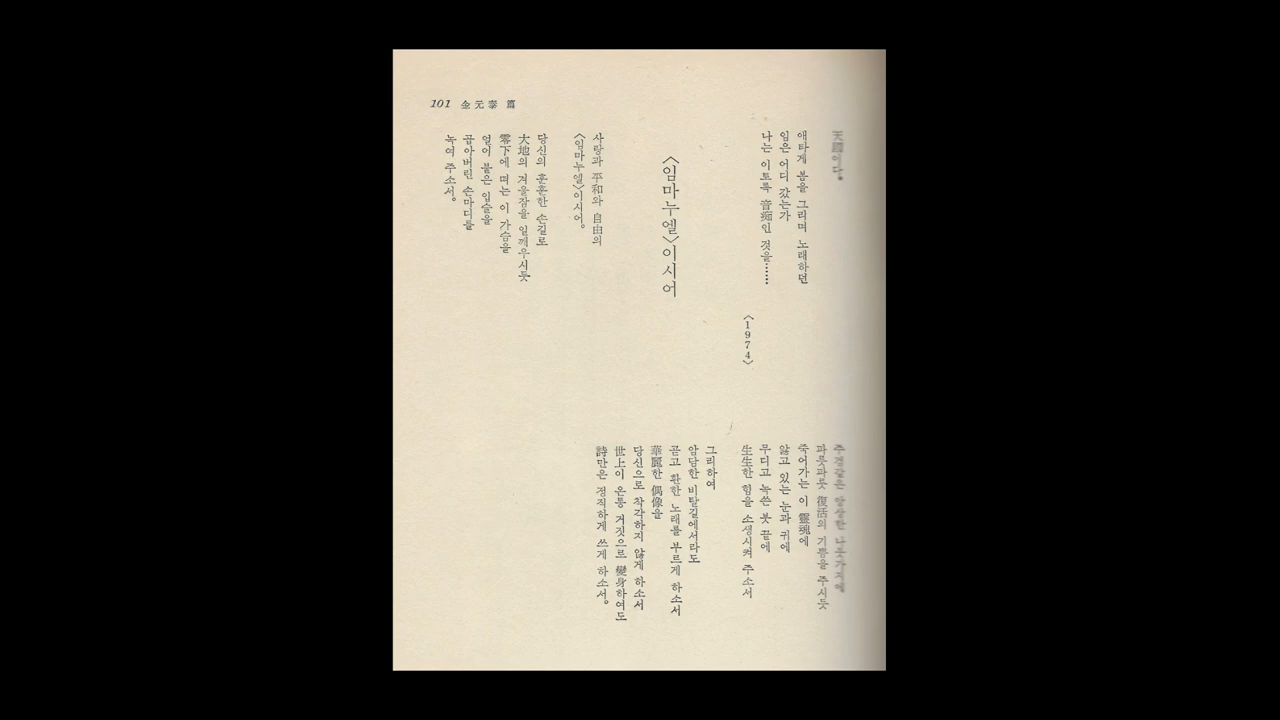 101 金元泰 篇
天國이다.
애타게 봄을 그리며 노래하던
임은 어디 갔는가
나는 이토록 音痴인 것을……
〈1974〉
〈임마누엘〉이시어
사랑과 平和와 自由의
〈임마누엘〉이시어.
당신의 훈훈한 손길로
大地의 겨울잠을 일깨우시듯
零下에 떠는 이 가슴을
얼어 붙은 입술을
곱아버린 손마디를
녹여 주소서.
앙상한 나뭇가지에
파릇파릇 復活의 기쁨을 주시듯
죽어가는 이 靈魂에
앓고 있는 눈과 귀에
무디고 녹쓴 붓 끝에
生生한 힘을 소생시켜 주소서
그리하여
암담한 비탈길에서라도
곧고 환한 노래를 부르게 하소서
華麗한 偶像을
당신으로 착각하지 않게 하소서
世上이 온통 거짓으로 變身하여도
詩만은 정직하게 쓰게 하소서.